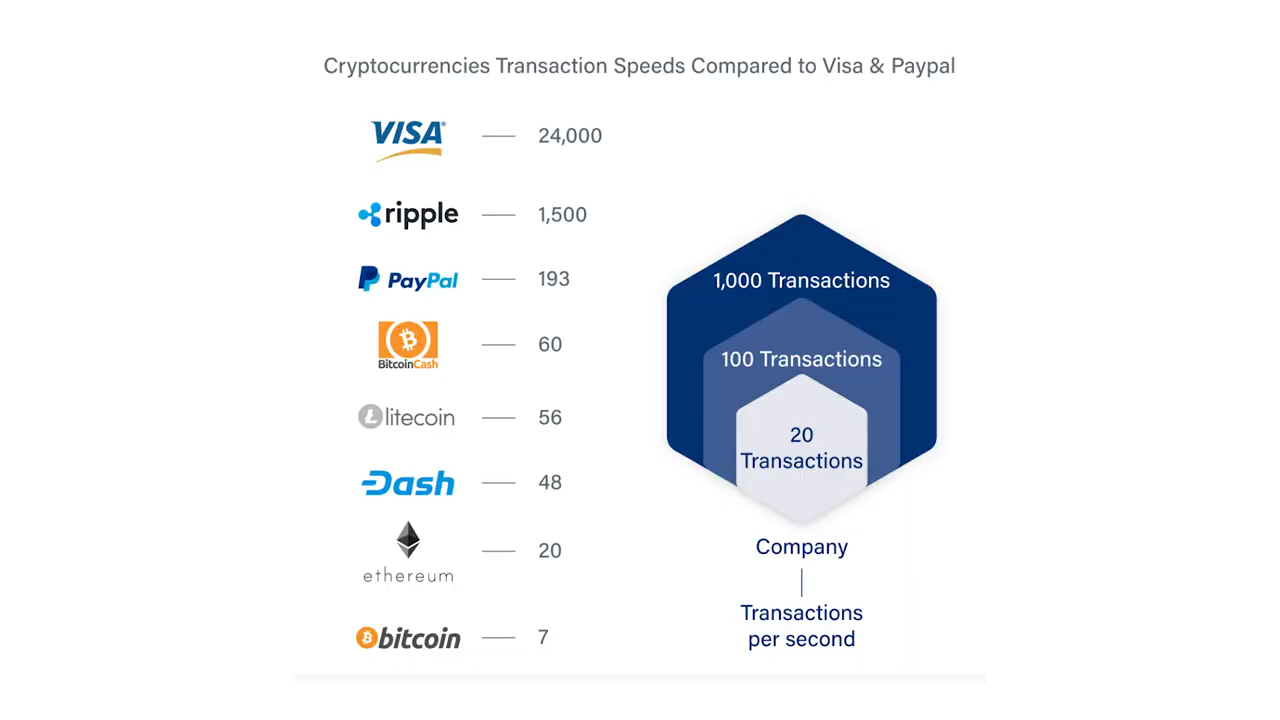 Cryptocurrencies Transaction Speeds Compared to Visa & Paypal
VISA 24,000
ripple 1,500
PayPal 193
BitcoinCash 60
litecoin 56
Dash 48
ethereum 20
bitcoin 7
1,000 Transactions
100 Transactions
20
Transactions
Company
Transactions
per second